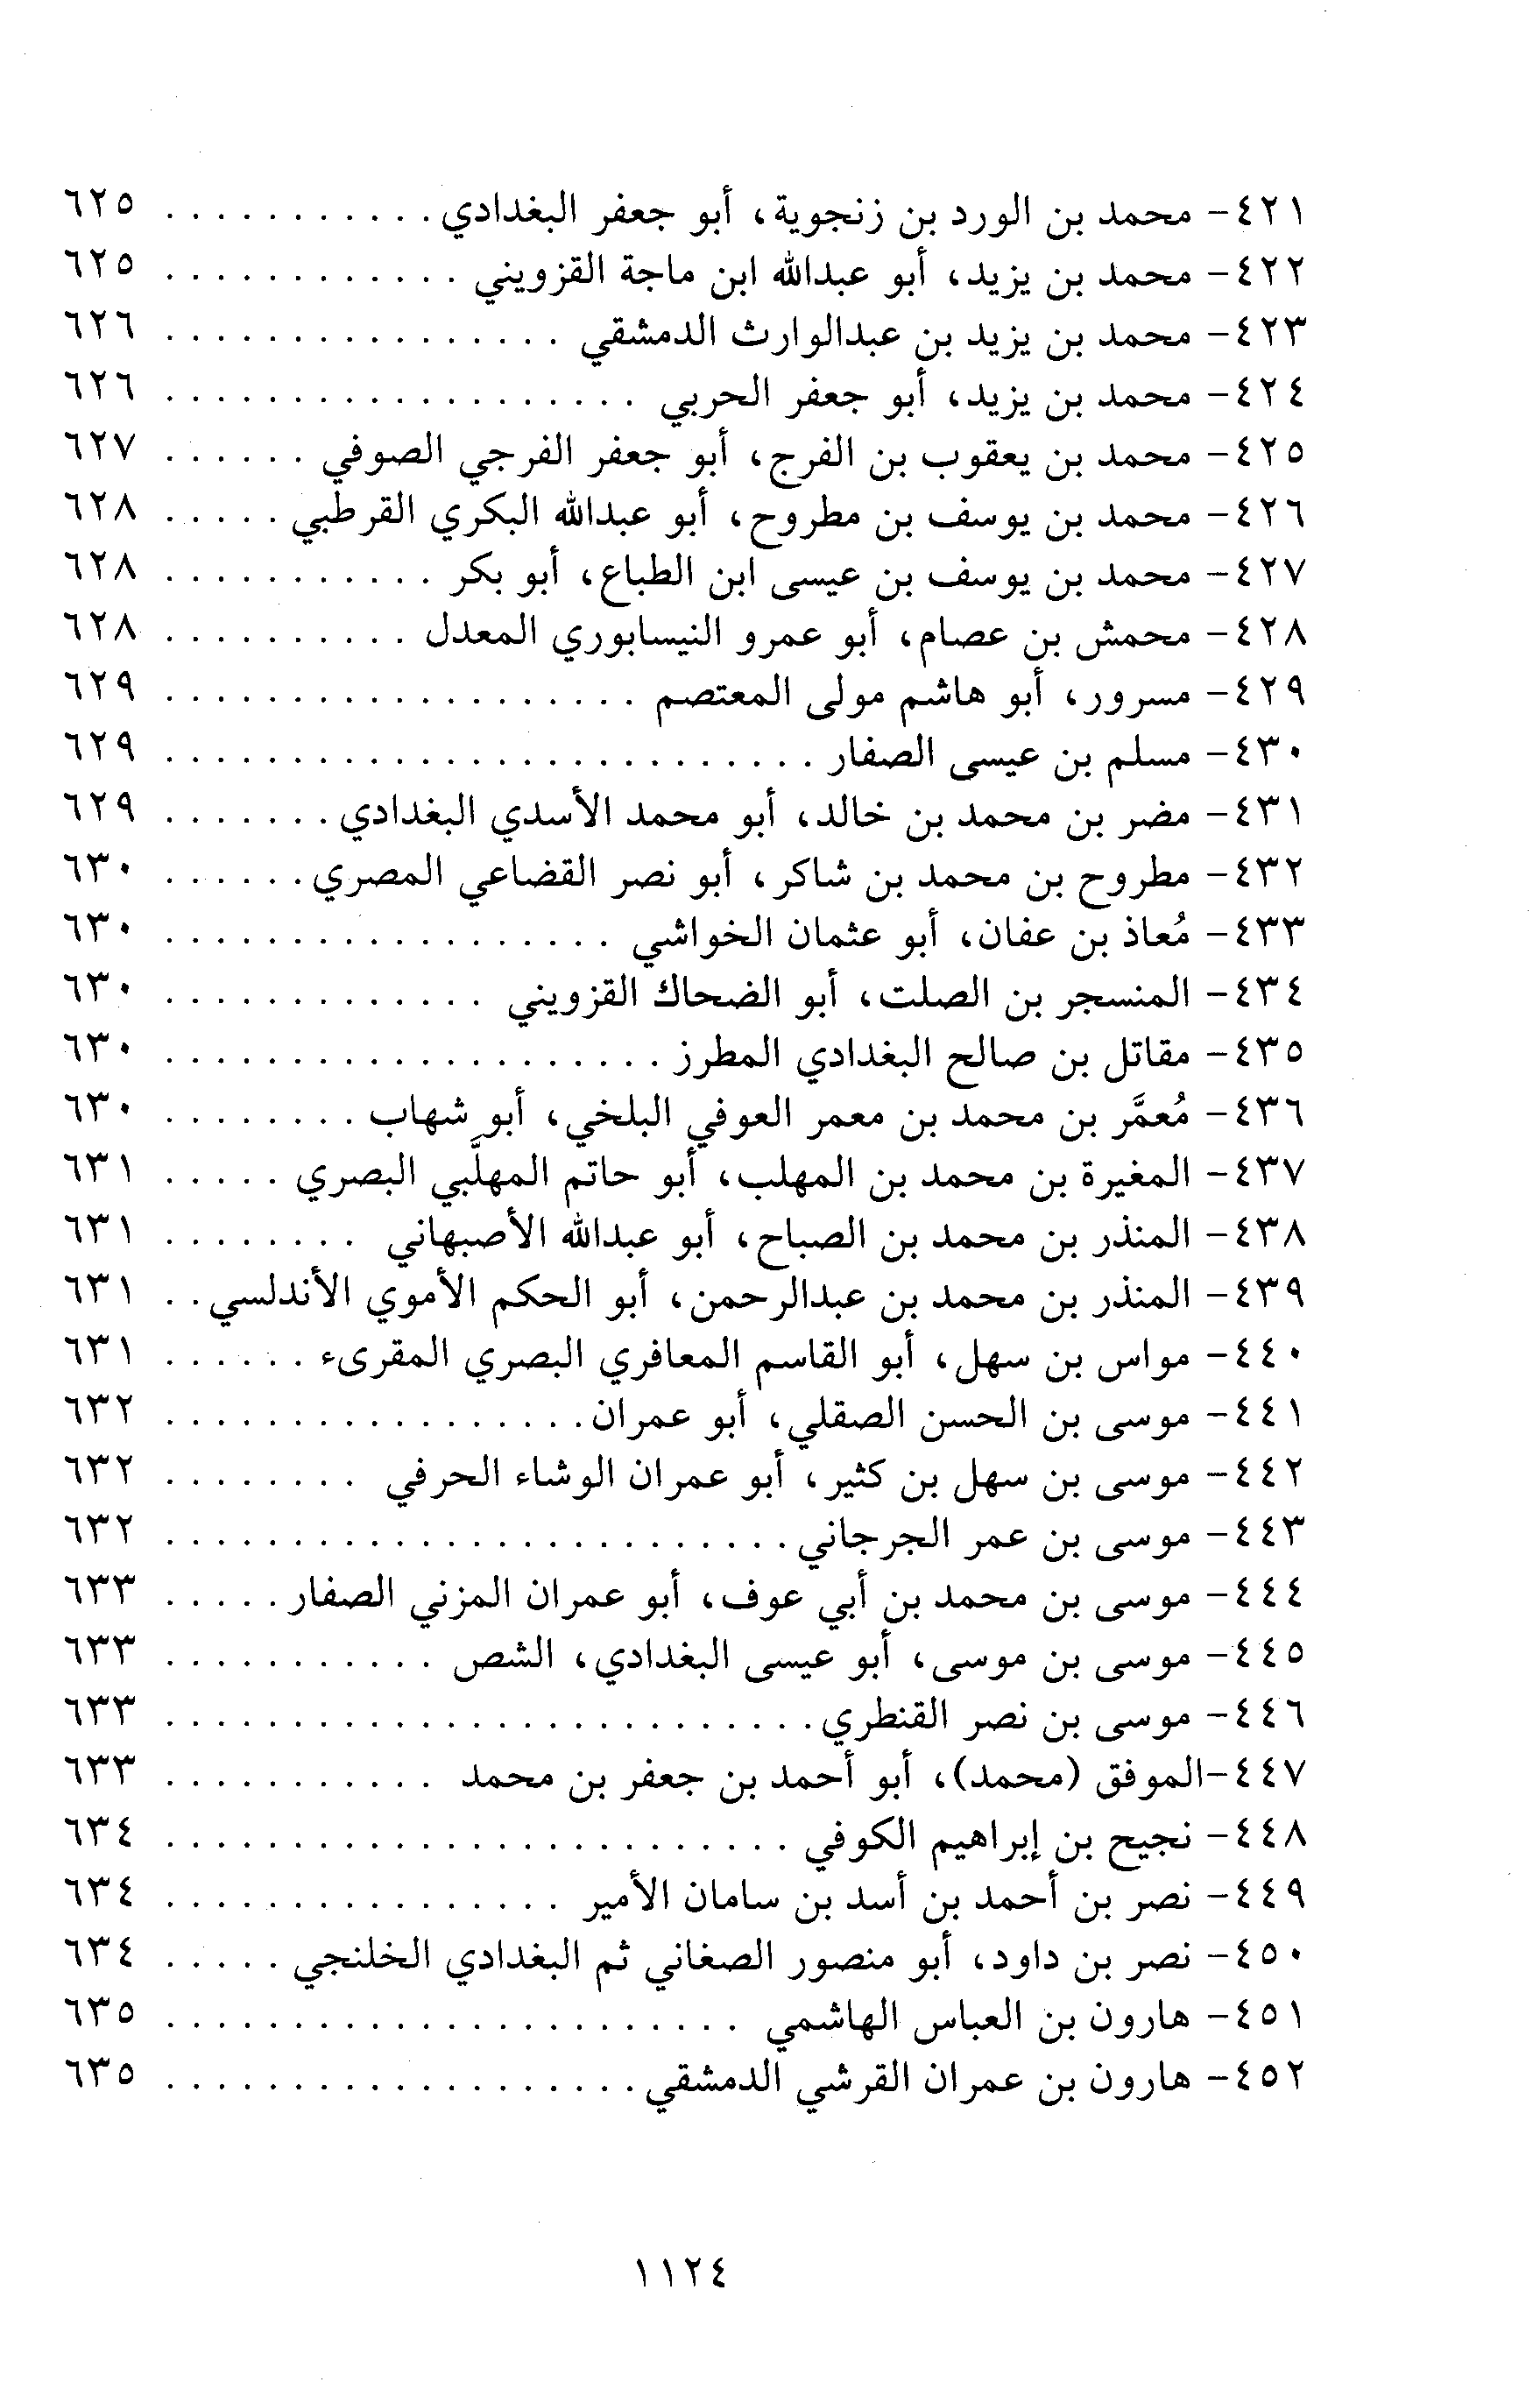 ٤٢١- محمد بن الورد بن زنجوية، أبو جعفر البغدادي . . . . . . . . . . . ٦٢٥
٤٢٢- محمد بن يزيد، أبو عبدالله ابن ماجة القزويني . . . . . . . . . . . . ٦٢٥
٤٢٣- محمد بن يزيد بن عبدالوارث الدمشقي . . . . . . . . . . . . . . . . ٦٢٦
٤٢٤- محمد بن يزيد، أبو جعفر الحربي . . . . . . . . . . . . . . . . . . . ٦٢٦
٤٢٥- محمد بن يعقوب بن الفرج، أبو جعفر الفرجي الصوفي . . . . . . ٦٢٧
٤٢٦- محمد بن يوسف بن مطروح، أبو عبدالله البكري القرطبي . . . . . ٦٢٨
٤٢٧- محمد بن يوسف بن عيسى ابن الطباع، أبو بكر . . . . . . . . . . . ٦٢٨
٤٢٨- محمش بن عصام، أبو عمرو النيسابوري المعدل . . . . . . . . . . ٦٢٨
٤٢٩- مسرور، أبو هاشم مولى المعتصم . . . . . . . . . . . . . . . . . . . ٦٢٩
٤٣٠- مسلم بن عيسى الصفار . . . . . . . . . . . . . . . . . . . . . . . . . . ٦٢٩
٤٣١- مضر بن محمد بن خالد، أبو محمد الأسدي البغدادي . . . . . . . ٦٢٩
٤٣٢- مطروح بن محمد بن شاكر، أبو نصر القضاعي المصري . . . . . . ٦٣٠
٤٣٣- مُعاذ بن عفان، أبو عثمان الخواشي . . . . . . . . . . . . . . . . . . ٦٣٠
٤٣٤- المنسجر بن الصلت، أبو الضحاك القزويني . . . . . . . . . . . . . ٦٣٠
٤٣٥- مقاتل بن صالح البغدادي المطرز . . . . . . . . . . . . . . . . . . . . ٦٣٠
٤٣٦- مُعمَّر بن محمد بن معمر العوفي البلخي، أبو شهاب . . . . . . . . ٦٣٠
٤٣٧- المغيرة بن محمد بن المهلب، أبو حاتم المهلَّبي البصري . . . . . ٦٣١
٤٣٨- المنذر بن محمد بن الصباح، أبو عبدالله الأصبهاني . . . . . . . . ٦٣١
٤٣٩- المنذر بن محمد بن عبدالرحمن، أبو الحكم الأموي الأندلسي . . ٦٣١
٤٤٠- مواس بن سهل، أبو القاسم المعافري البصري المقرىء . . . . . . ٦٣١
٤٤١- موسى بن الحسن الصقلي، أبو عمران . . . . . . . . . . . . . . . . . ٦٣٢
٤٤٢- موسى بن سهل بن كثير، أبو عمران الوشاء الحرفي . . . . . . . . ٦٣٢
٤٤٣- موسى بن عمر الجرجاني . . . . . . . . . . . . . . . . . . . . . . . . . ٦٣٢
٤٤٤- موسى بن محمد بن أبي عوف، أبو عمران المزني الصفار . . . . . ٦٣٣
٤٤٥- موسى بن موسى، أبو عيسى البغدادي، الشص . . . . . . . . . . . ٦٣٣
٤٤٦- موسى بن نصر القنطري . . . . . . . . . . . . . . . . . . . . . . . . . . ٦٣٣
٤٤٧-الموفق (محمد)، أبو أحمد بن جعفر بن محمد . . . . . . . . . . . ٦٣٣
٤٤٨- نجيح بن إبراهيم الكوفي . . . . . . . . . . . . . . . . . . . . . . . . . ٦٣٤
٤٤٩- نصر بن أحمد بن أسد بن سامان الأمير . . . . . . . . . . . . . . . . ٦٣٤
٤٥٠- نصر بن داود، أبو منصور الصغاني ثم البغدادي الخلنجي . . . . . ٦٣٤
٤٥١- هارون بن العباس الهاشمي . . . . . . . . . . . . . . . . . . . . . . . ٦٣٥
٤٥٢- هارون بن عمران القرشي الدمشقي . . . . . . . . . . . . . . . . . . . ٦٣٥
١١٢٤